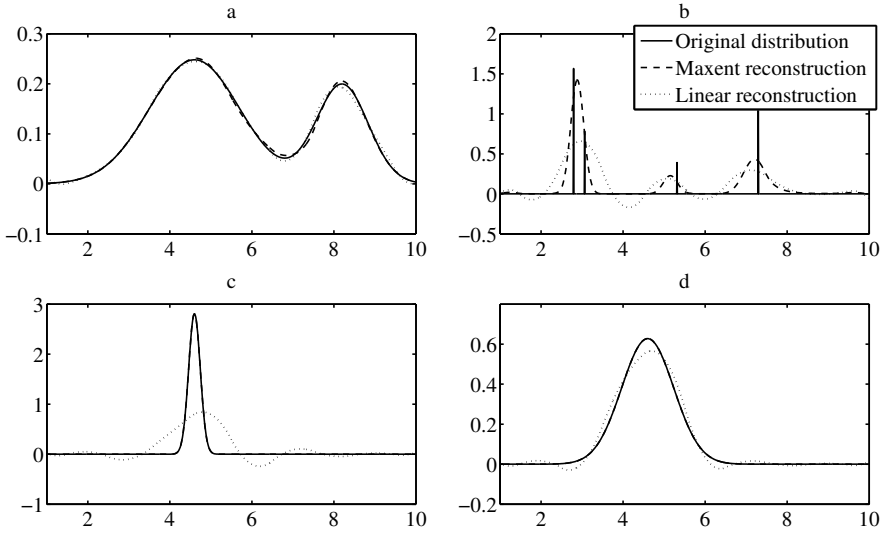 a
0.3
0.2
0.1
0
−0.1
2 4 6 8 10
b
2
1.5
1
0.5
0
−0.5
2 4 6 8 10
Original distribution
Maxent reconstruction
Linear reconstruction
c
3
2
1
0
−1
2 4 6 8 10
d
0.6
0.4
0.2
0
−0.2
2 4 6 8 10